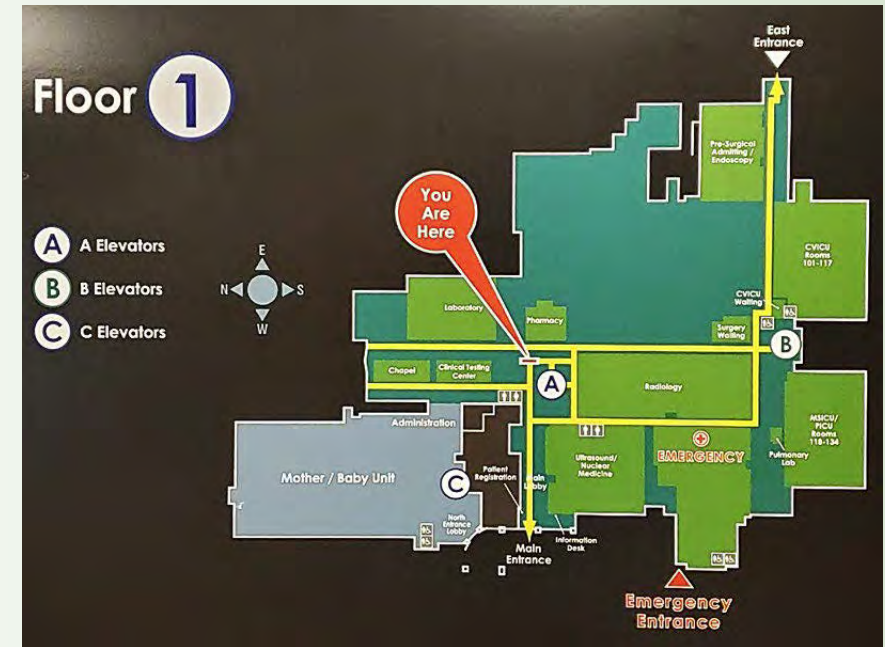 Floor 1
East
Entrance
Pre-Surgical
Admitting /
Endoscopy
You
Are
Here
A A Elevators
B B Elevators
C C Elevators
E
N S
W
CVICU
Rooms
101-117
CVICU
Waiting
Laboratory
Pharmacy
Surgery
Waiting
B
Chapel
Clinical Testing
Center
A
Radiology
Administration
MSICU/
PICU
Rooms
118-134
EMERGENCY
Pulmonary
Lab
Mother / Baby Unit
C
Patient
Registration
Main
Lobby
Ultrasound/
Nuclear
Medicine
North
Entrance
Lobby
Information
Desk
Main
Entrance
Emergency
Entrance